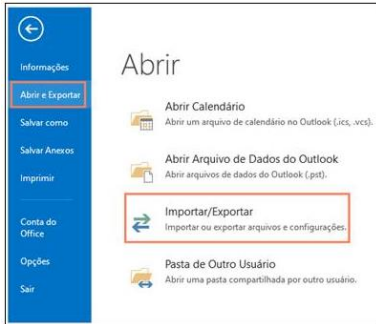 Informações
Abrir e Exportar
Salvar como
Salvar Anexos
Imprimir
Conta do
Office
Opções
Sair
Abrir
Abrir Calendário
Abrir um arquivo de calendário no Outlook (.ics, .vcs).
Abrir Arquivo de Dados do Outlook
Abrir arquivos de dados do Outlook (.pst).
Importar/Exportar
Importar ou exportar arquivos e configurações.
Pasta de Outro Usuário
Abrir uma pasta compartilhada por outro usuário.